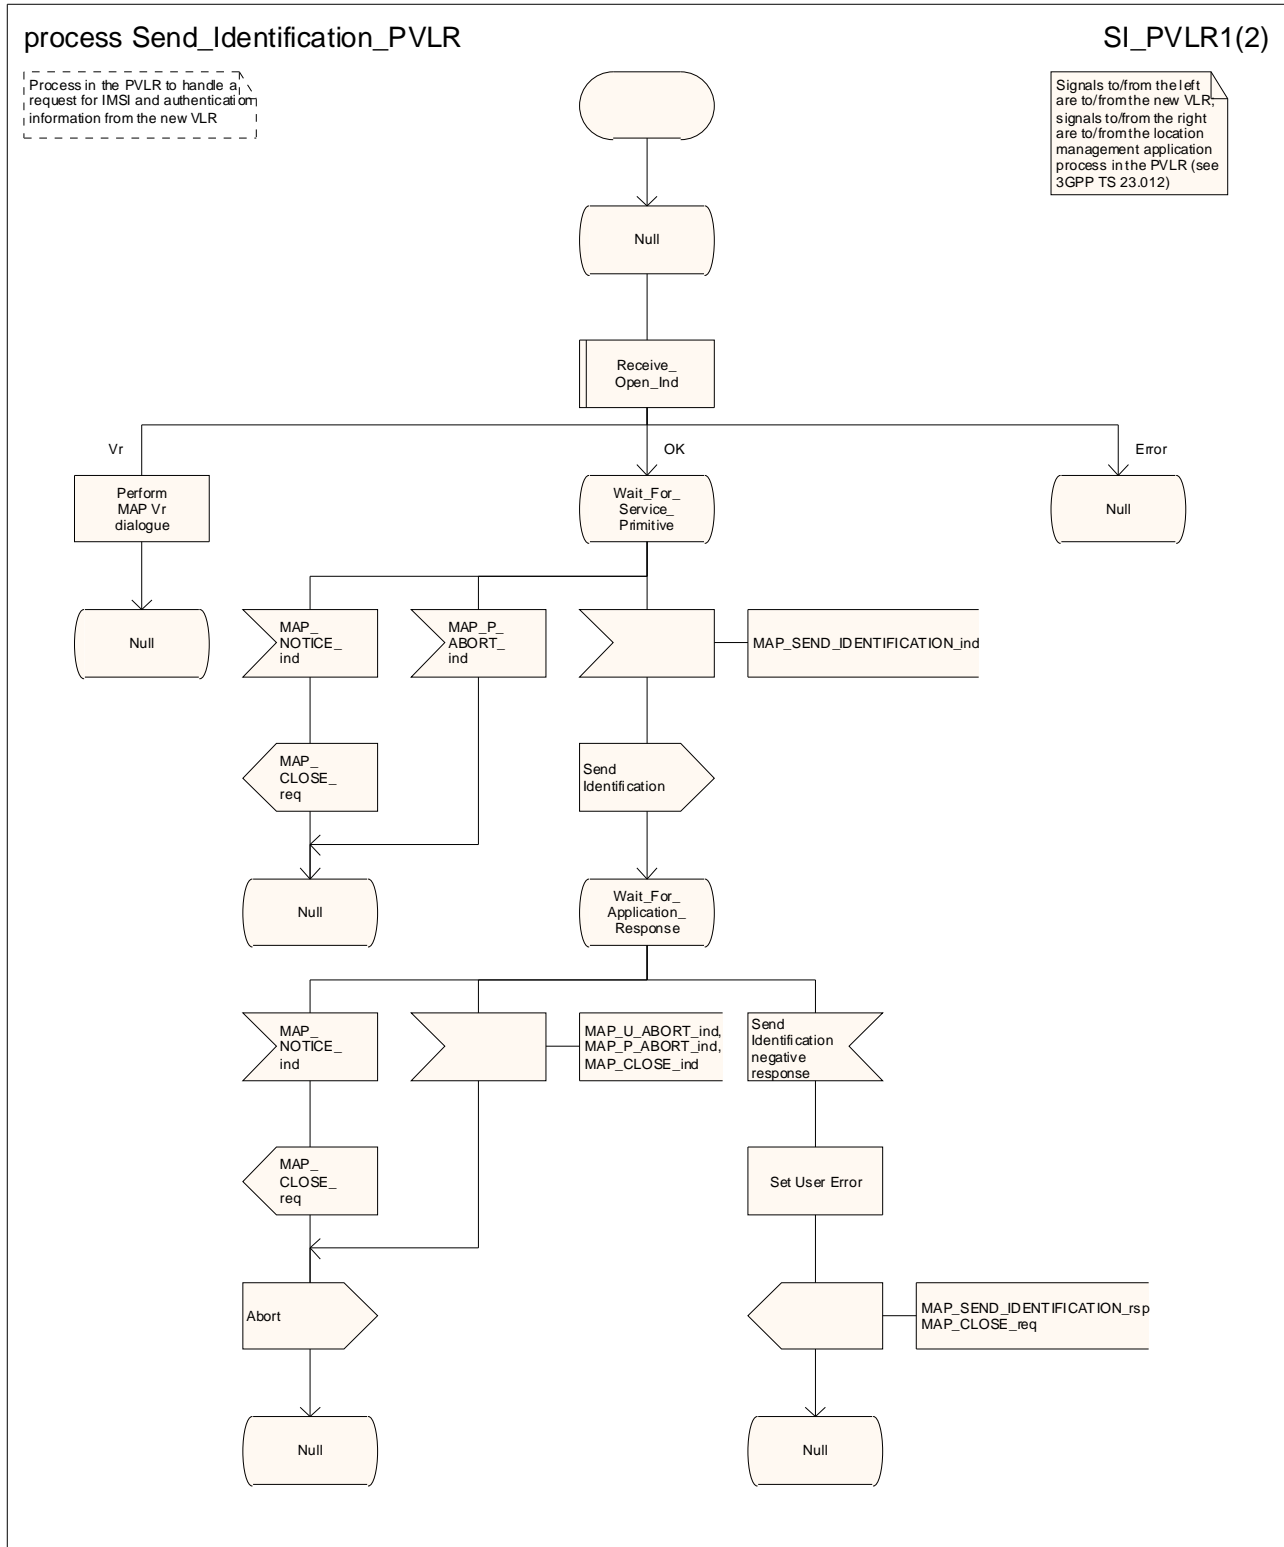 process Send_Identification_PVLR
SI_PVLR1(2)
Process in the PVLR to handle a
request for IMSI and authentication
information from the new VLR
Signals to/from the left
are to/from the new VLR;
signals to/from the right
are to/from the location
management application
process in the PVLR (see
3GPP TS 23.012)
Null
Receive_
Open_Ind
Vr
OK
Error
Perform
MAP Vr
dialogue
Wait_For_
Service_
Primitive
Null
Null
MAP_
NOTICE_
ind
MAP_P_
ABORT_
ind
MAP_SEND_IDENTIFICATION_ind
MAP_
CLOSE_
req
Send
Identification
Null
Wait_For_
Application_
Response
MAP_
NOTICE_
ind
MAP_U_ABORT_ind,
MAP_P_ABORT_ind,
MAP_CLOSE_ind
Send
Identification
negative
response
MAP_
CLOSE_
req
Set User Error
Abort
MAP_SEND_IDENTIFICATION_rsp
MAP_CLOSE_req
Null
Null